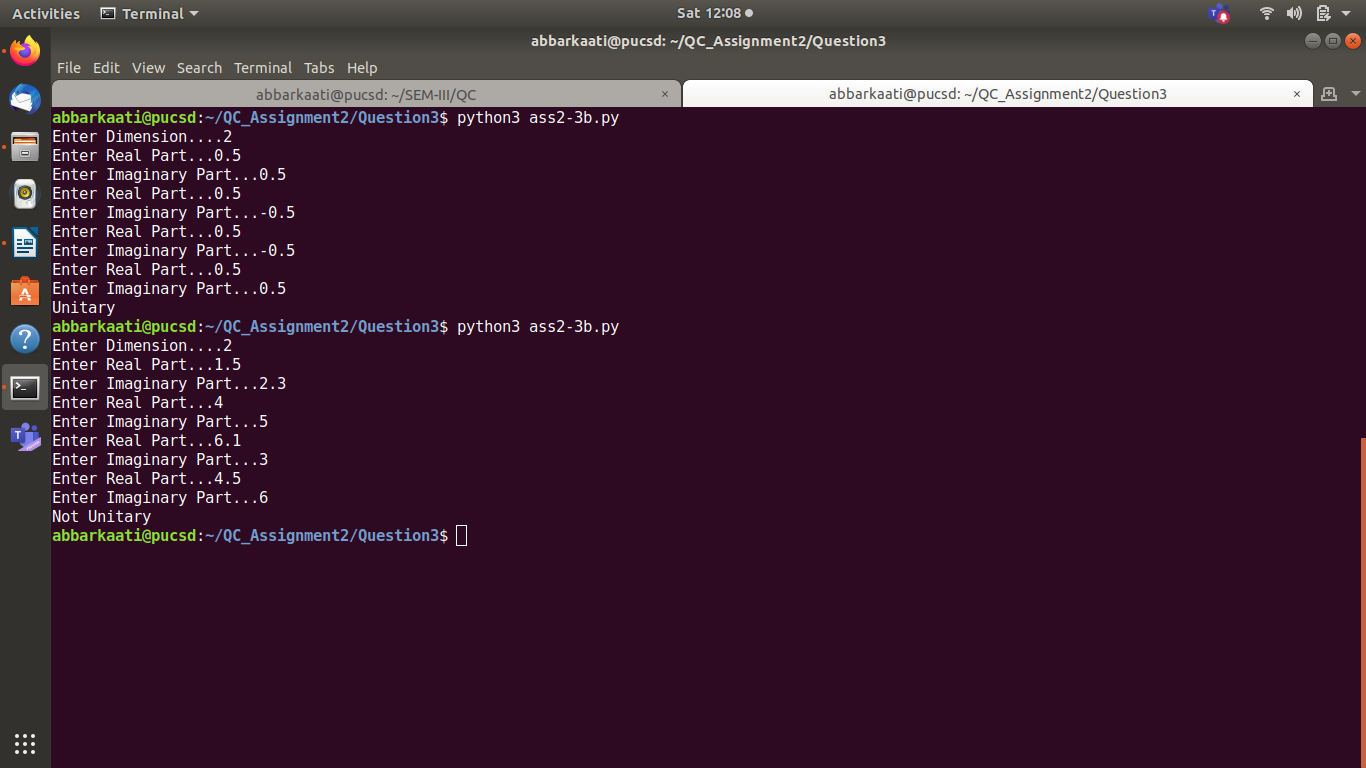 Activities Terminal Sat 12:08
abbarkaati@pucsd: ~/QC_Assignment2/Question3
File Edit View Search Terminal Tabs Help
abbarkaati@pucsd: ~/SEM-III/QC × abbarkaati@pucsd: ~/QC_Assignment2/Question3 ×
abbarkaati@pucsd:~/QC_Assignment2/Question3$ python3 ass2-3b.py
Enter Dimension....2
Enter Real Part...0.5
Enter Imaginary Part...0.5
Enter Real Part...0.5
Enter Imaginary Part...-0.5
Enter Real Part...0.5
Enter Imaginary Part...-0.5
Enter Real Part...0.5
Enter Imaginary Part...0.5
Unitary
abbarkaati@pucsd:~/QC_Assignment2/Question3$ python3 ass2-3b.py
Enter Dimension....2
Enter Real Part...1.5
Enter Imaginary Part...2.3
Enter Real Part...4
Enter Imaginary Part...5
Enter Real Part...6.1
Enter Imaginary Part...3
Enter Real Part...4.5
Enter Imaginary Part...6
Not Unitary
abbarkaati@pucsd:~/QC_Assignment2/Question3$